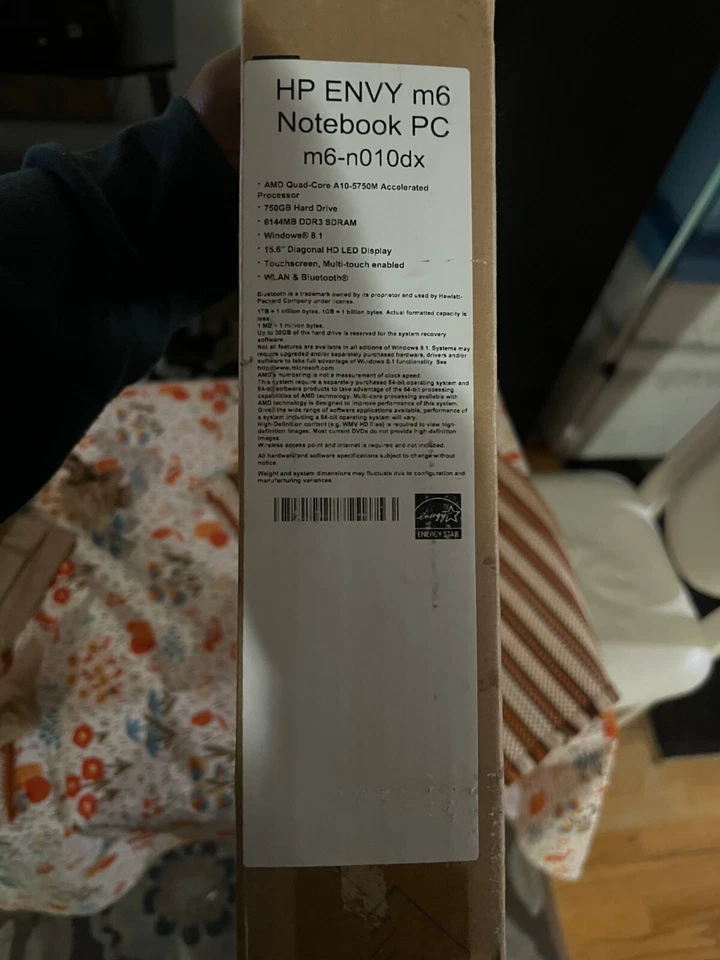 HP ENVY m6
Notebook PC
m6-n010dx
· AMD Quad-Core A10-5750M Accelerated
Processor
· 750GB Hard Drive
· 6144MB DDR3 SDRAM
· Windows® 8.1
· 15.6" Diagonal HD LED Display
· Touchscreen, Multi-touch enabled
· WLAN & Bluetooth®
Bluetooth is a trademark owned by its proprietor and used by Hewlett-
Packard Company under license.
1TB = 1 trillion bytes. 1GB = 1 billion bytes. Actual formatted capacity is
less.
1 MB = 1 million bytes.
Up to 30GB of the hard drive is reserved for the system recovery
software.
Not all features are available in all editions of Windows 8.1. Systems may
require upgraded and/or separately purchased hardware, drivers and/or
software to take full advantage of Windows 8.1 functionality. See
http://www.microsoft.com
AMD's numbering is not a measurement of clock speed.
This system require a separately purchased 64-bit operating system and
64-bit software products to take advantage of the 64-bit processing
capabilities of AMD technology. Multi-core processing available with
AMD technology is designed to improve performance of this system.
Given the wide range of software applications available, performance of
a system including a 64-bit operating system will vary.
High-Definition content (e.g. WMV HD files) is required to view high-
definition images. Most current DVDs do not provide high-definition
images.
Wireless access point and internet is required and not included.
All hardware and software specifications subject to change without
notice.
Weight and system dimensions may fluctuate due to configuration and
manufacturing variances.
energy
ENERGY STAR